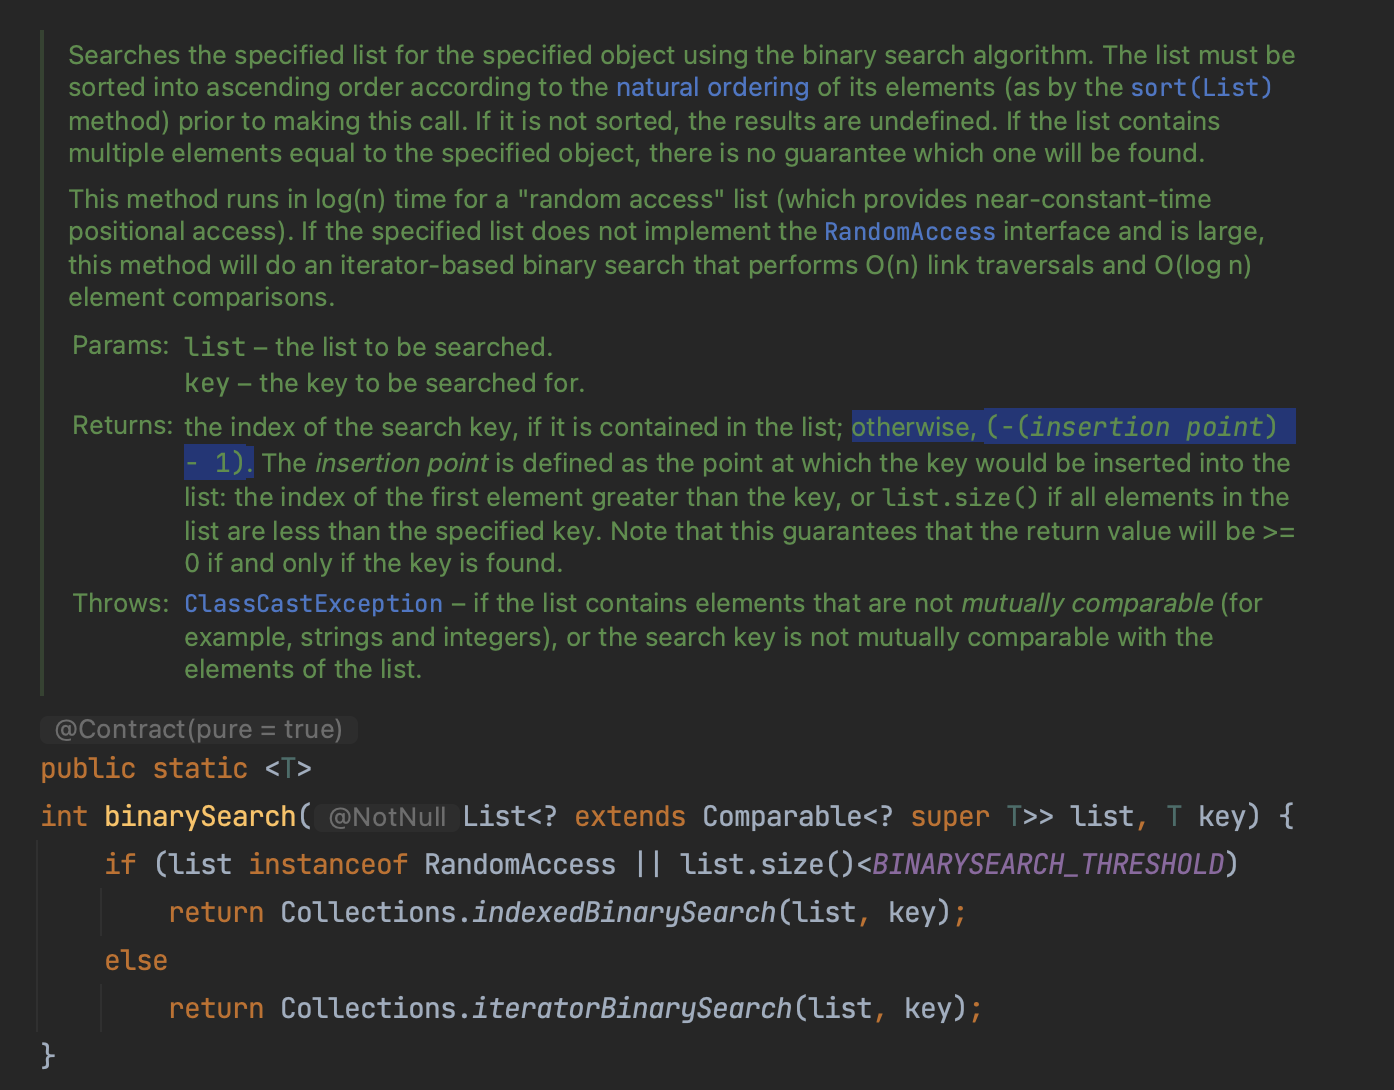 Searches the specified list for the specified object using the binary search algorithm. The list must be
sorted into ascending order according to the natural ordering of its elements (as by the sort(List)
method) prior to making this call. If it is not sorted, the results are undefined. If the list contains
multiple elements equal to the specified object, there is no guarantee which one will be found.
This method runs in log(n) time for a "random access" list (which provides near-constant-time
positional access). If the specified list does not implement the RandomAccess interface and is large,
this method will do an iterator-based binary search that performs O(n) link traversals and O(log n)
element comparisons.
Params: list – the list to be searched.
key – the key to be searched for.
Returns: the index of the search key, if it is contained in the list; otherwise, (-(insertion point)
- 1). The insertion point is defined as the point at which the key would be inserted into the
list: the index of the first element greater than the key, or list.size() if all elements in the
list are less than the specified key. Note that this guarantees that the return value will be >=
0 if and only if the key is found.
Throws: ClassCastException – if the list contains elements that are not mutually comparable (for
example, strings and integers), or the search key is not mutually comparable with the
elements of the list.
@Contract(pure = true)
public static <T>
int binarySearch( @NotNull List<? extends Comparable<? super T>> list, T key) {
    if (list instanceof RandomAccess || list.size()<BINARYSEARCH_THRESHOLD)
        return Collections.indexedBinarySearch(list, key);
    else
        return Collections.iteratorBinarySearch(list, key);
}